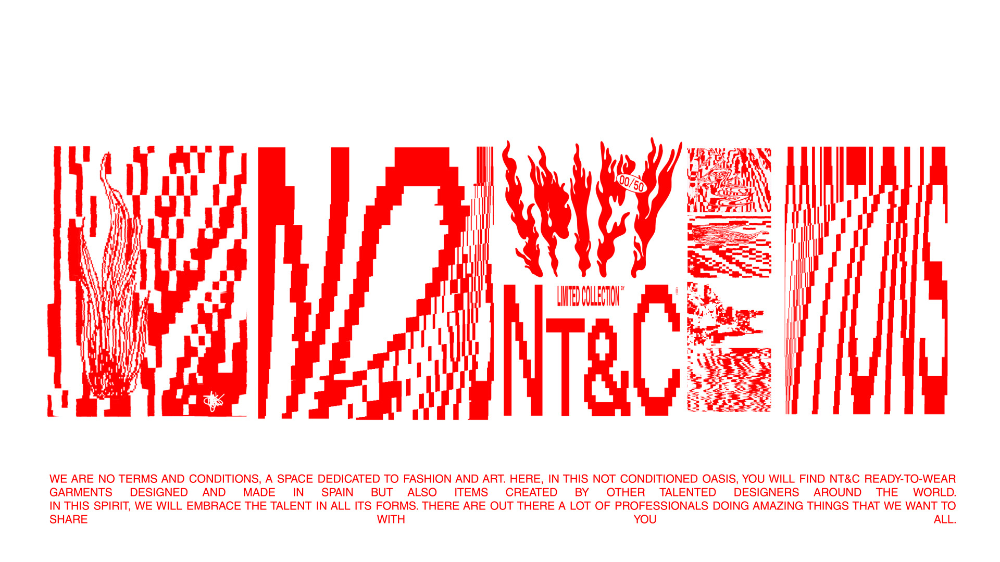 NO
00/50
LIMITED COLLECTION
NT&C
WE ARE NO TERMS AND CONDITIONS, A SPACE DEDICATED TO FASHION AND ART. HERE, IN THIS NOT CONDITIONED OASIS, YOU WILL FIND NT&C READY-TO-WEAR
GARMENTS DESIGNED AND MADE IN SPAIN BUT ALSO ITEMS CREATED BY OTHER TALENTED DESIGNERS AROUND THE WORLD.
IN THIS SPIRIT, WE WILL EMBRACE THE TALENT IN ALL ITS FORMS. THERE ARE OUT THERE A LOT OF PROFESSIONALS DOING AMAZING THINGS THAT WE WANT TO
SHARE WITH YOU ALL.